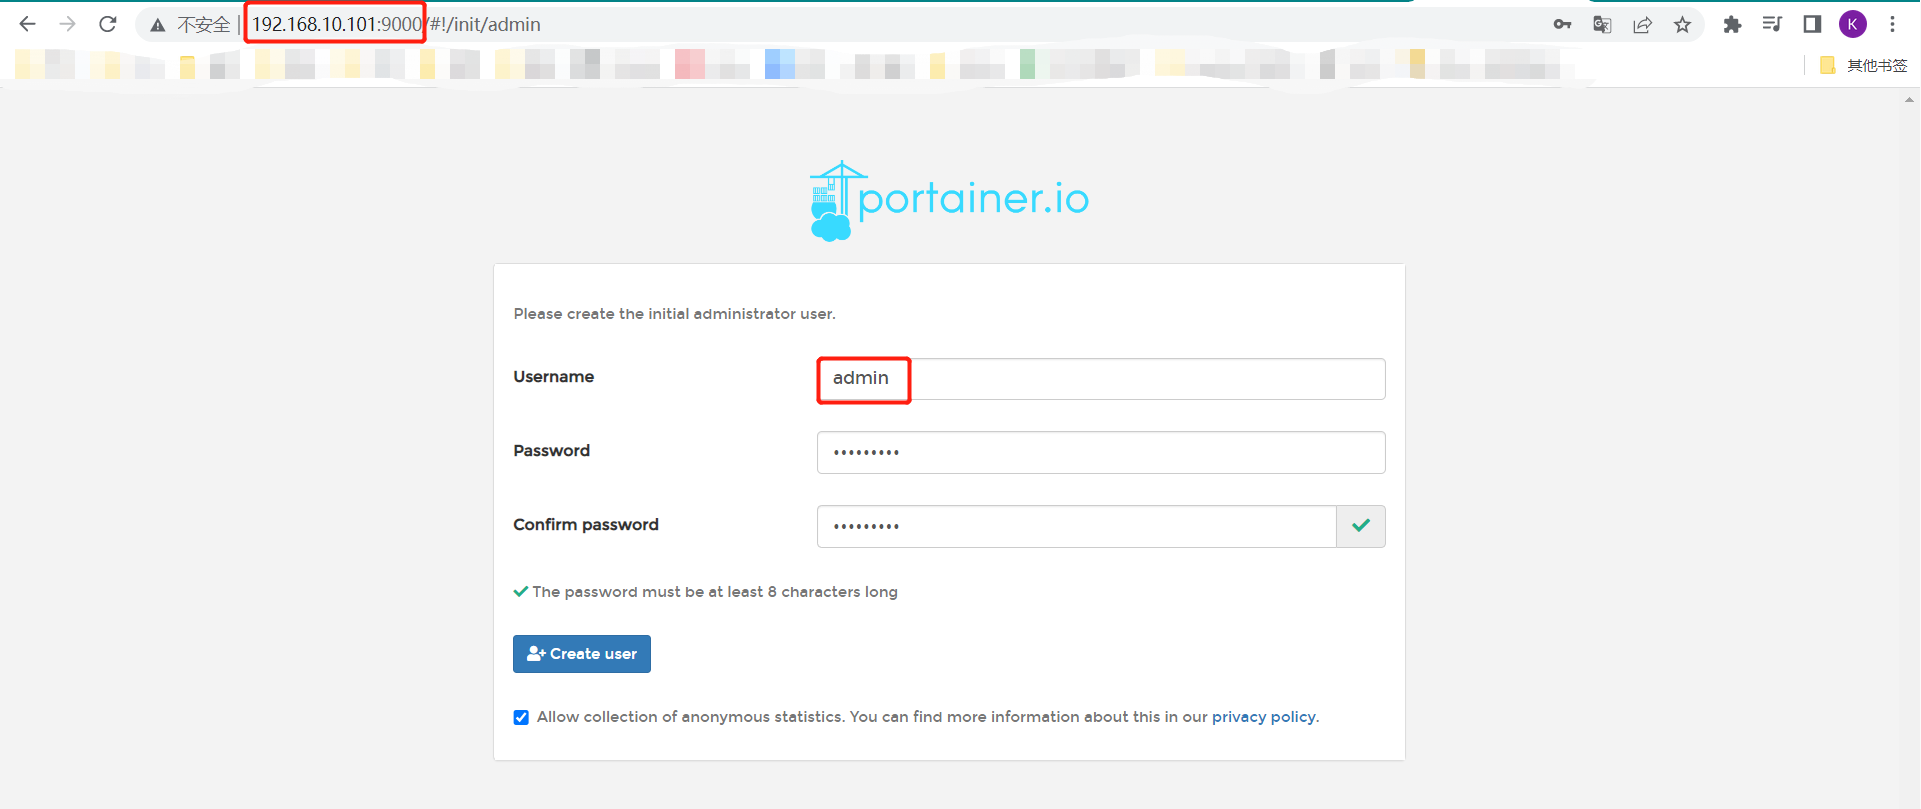 不安全 | 192.168.10.101:9000/#!/init/admin
K
其他书签
portainer.io
Please create the initial administrator user.
Username
admin
Password
•••••••••
Confirm password
•••••••••
The password must be at least 8 characters long
Create user
Allow collection of anonymous statistics. You can find more information about this in our privacy policy.